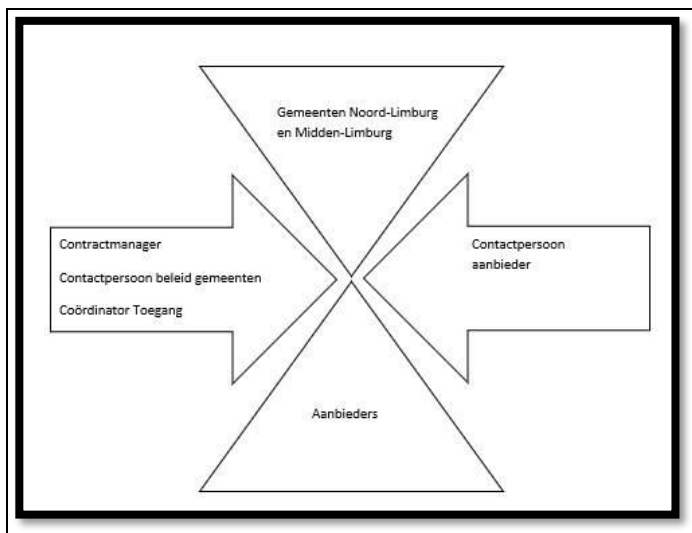 Gemeenten Noord-Limburg
en Midden-Limburg
Contractmanager
Contactpersoon beleid gemeenten
Coördinator Toegang
Contactpersoon
aanbieder
Aanbieders